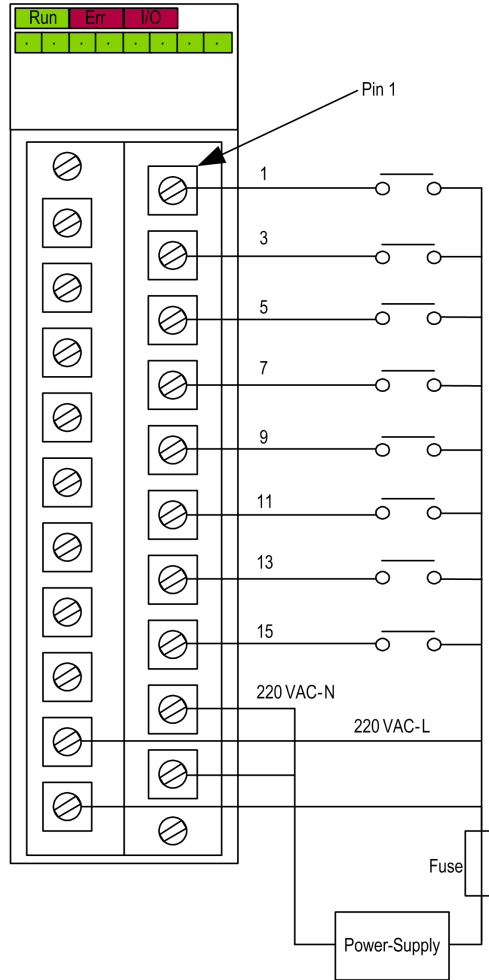 Run Err I/O
Pin 1
1
3
5
7
9
11
13
15
220 VAC-N
220 VAC-L
Fuse
Power-Supply